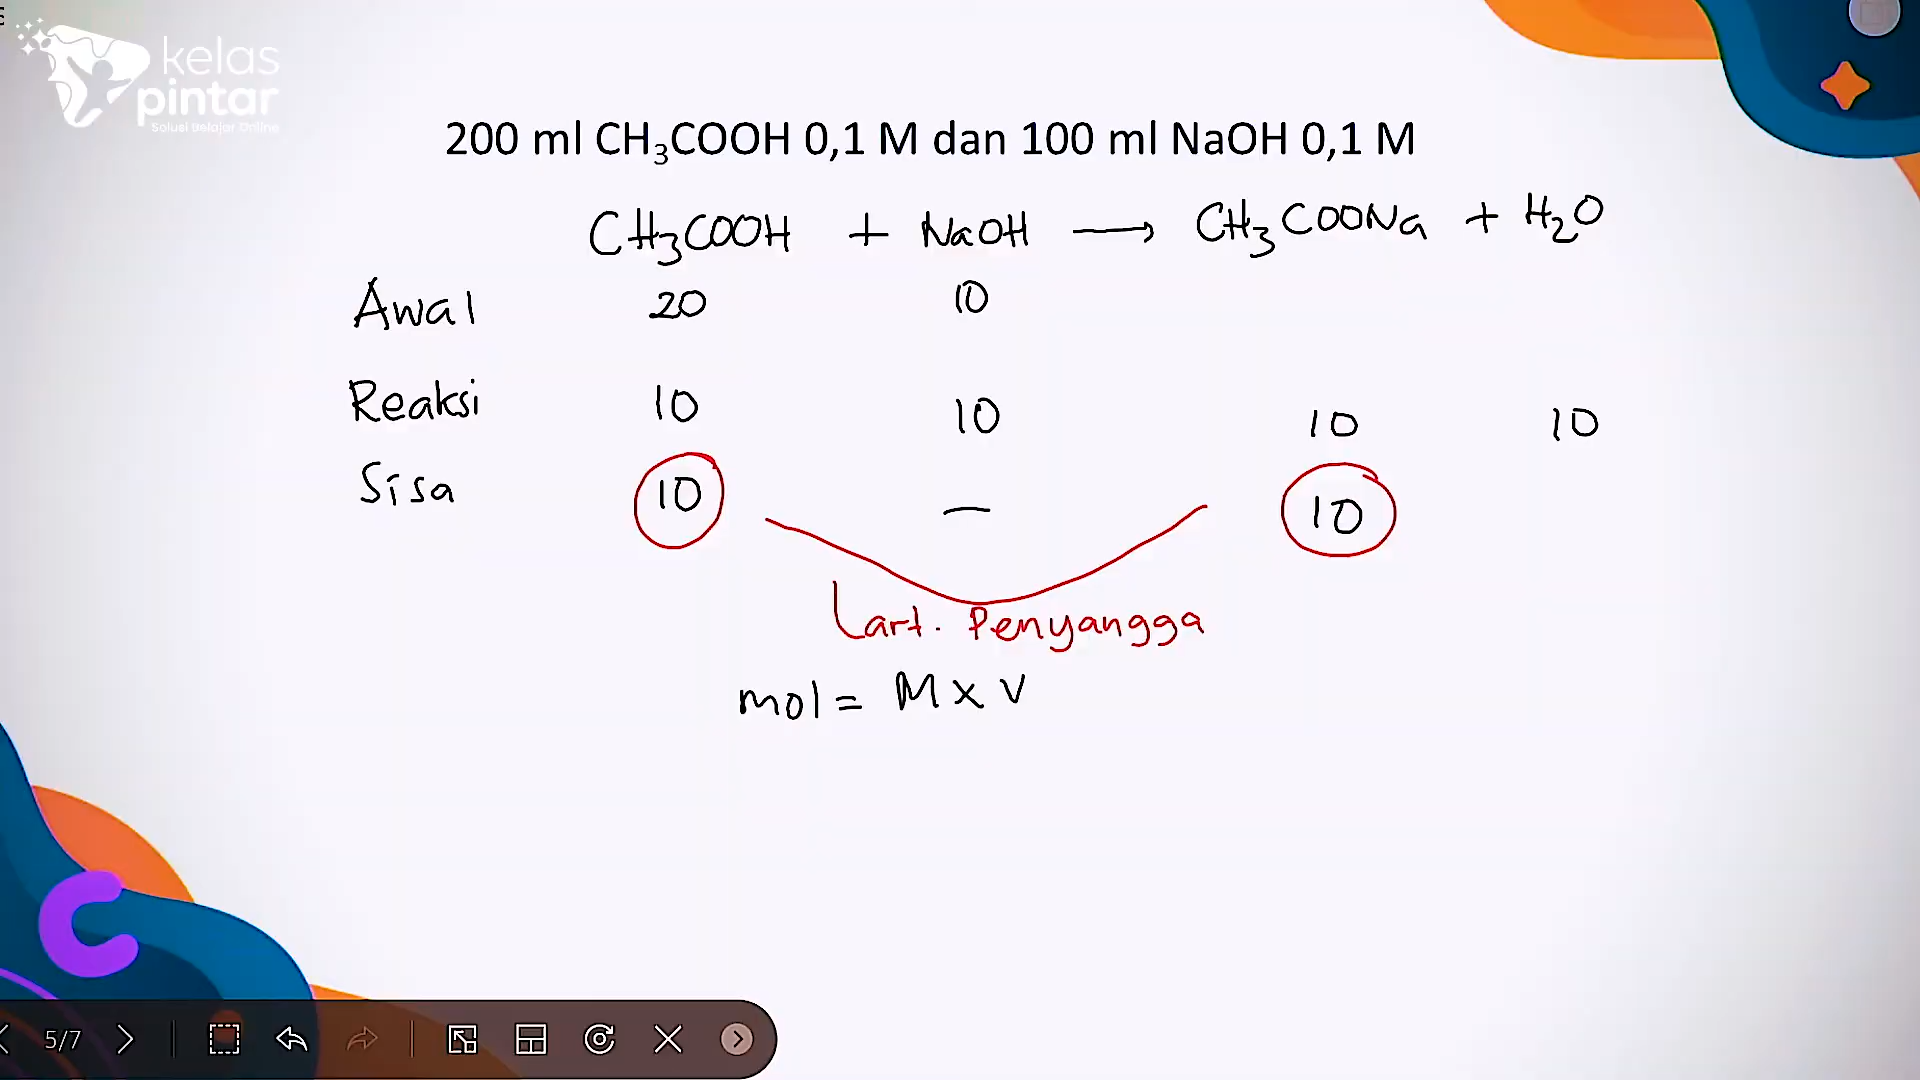 kelas
pintar
Solusi Belajar Online
200 ml CH₃COOH 0,1 M dan 100 ml NaOH 0,1 M
CH₃COOH + NaOH → CH₃COONa + H₂O
Awal 20 10
Reaksi 10 10 10 10
Sisa 10 – 10
Lart. Penyangga
mol = M x V
5/7